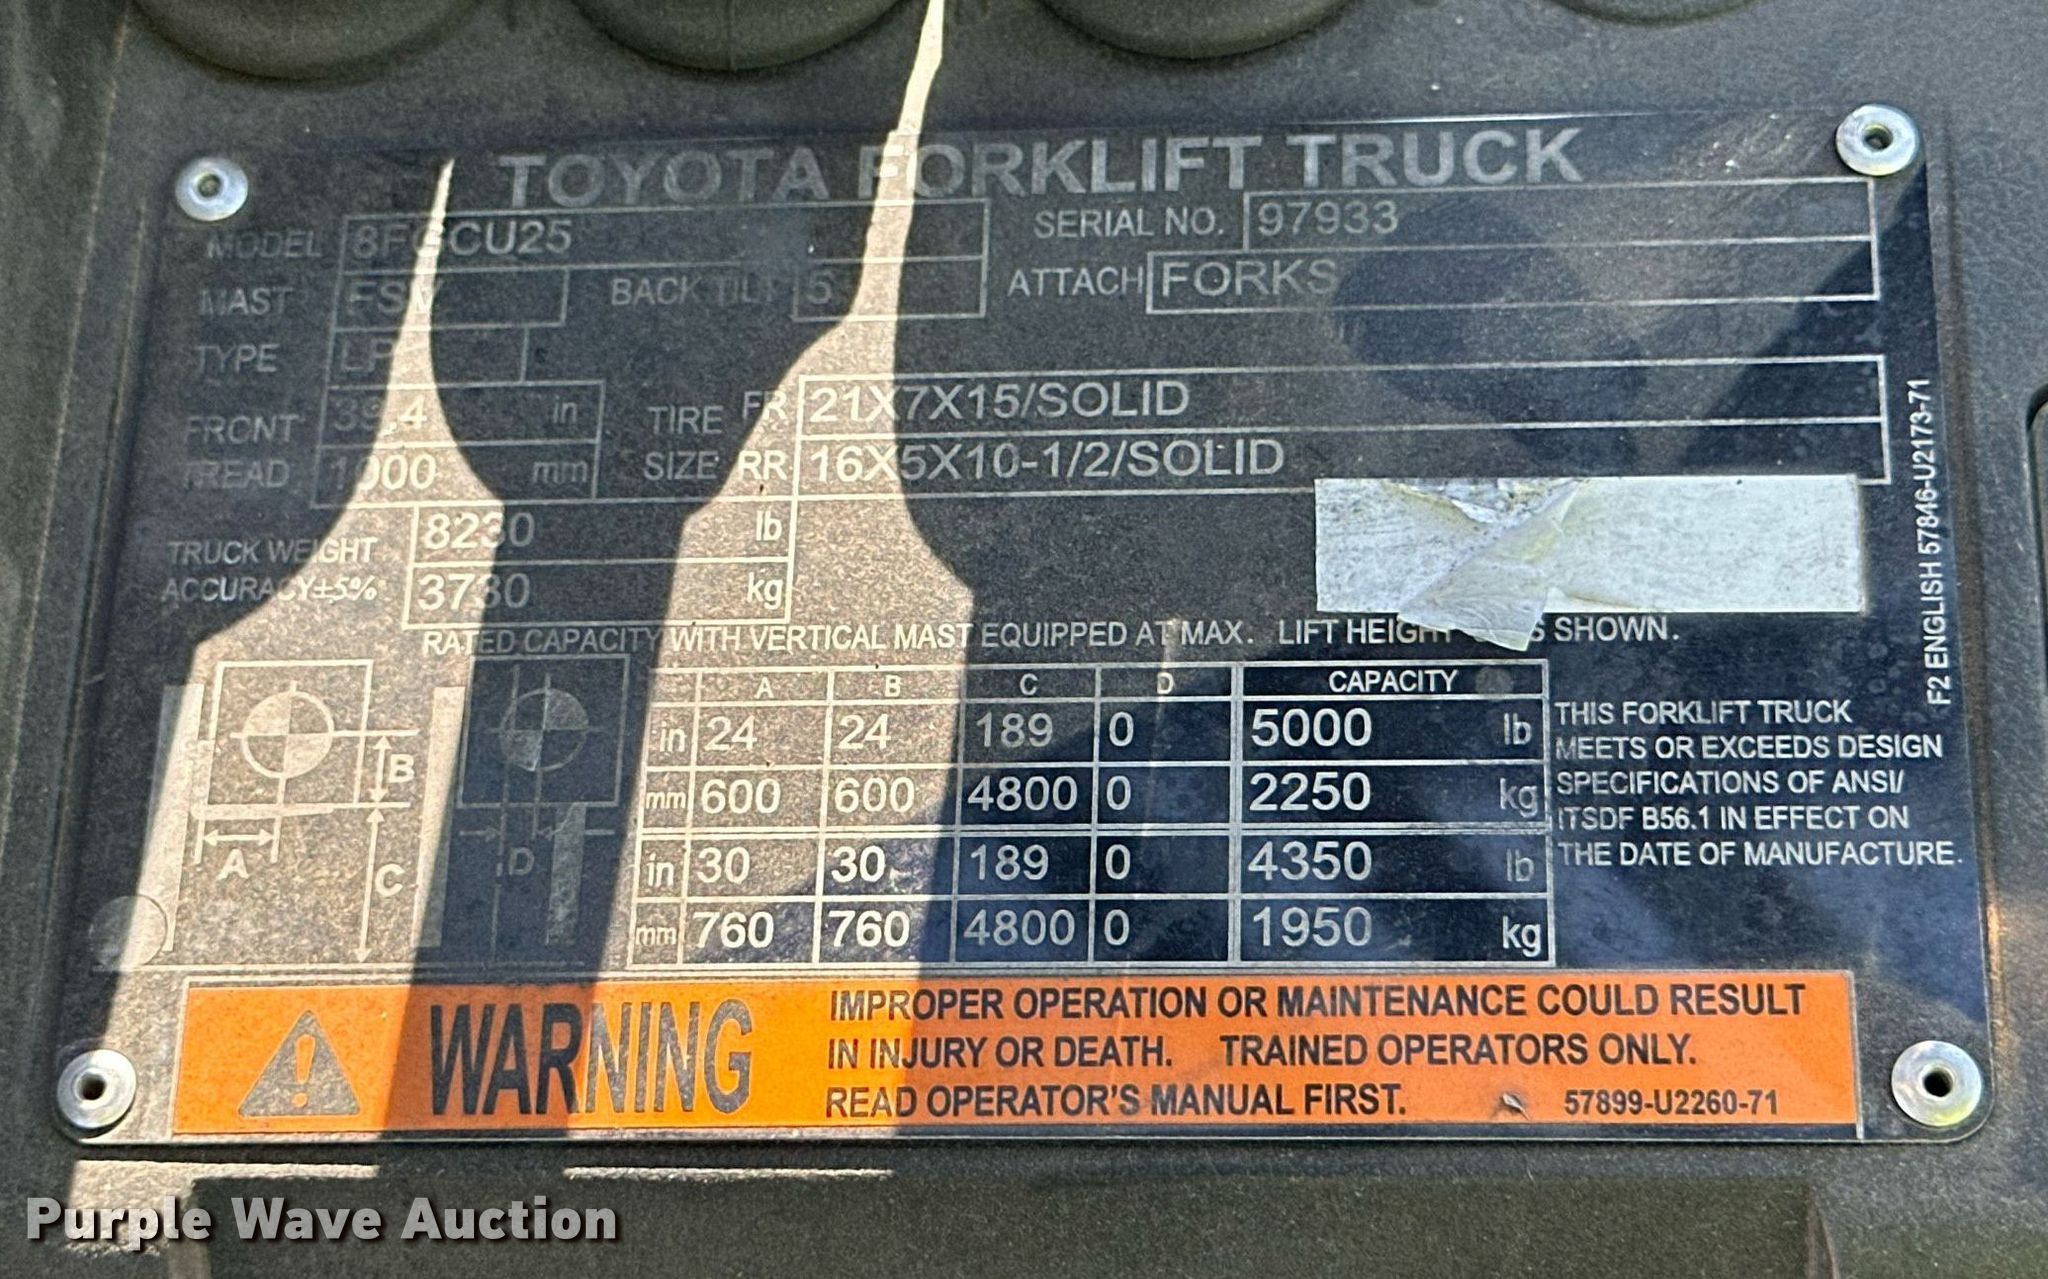 TOYOTA FORKLIFT TRUCK
MODEL 8FGCU25 SERIAL NO. 97933
MAST FSV BACK TILT 5 ATTACH FORKS
TYPE LP
FRONT 39.4 in TIRE FR 21X7X15/SOLID
TREAD 1000 mm SIZE RR 16X5X10-1/2/SOLID
TRUCK WEIGHT 8230 lb
ACCURACY±5% 3730 kg
RATED CAPACITY WITH VERTICAL MAST EQUIPPED AT MAX. LIFT HEIGHT SHOWN.
A B C D CAPACITY
in 24 24 189 0 5000 lb
mm 600 600 4800 0 2250 kg
in 30 30 189 0 4350 lb
mm 760 760 4800 0 1950 kg
B
A
C
D
THIS FORKLIFT TRUCK
MEETS OR EXCEEDS DESIGN
SPECIFICATIONS OF ANSI/
ITSDF B56.1 IN EFFECT ON
THE DATE OF MANUFACTURE.
F2 ENGLISH 57846-U2173-71
WARNING
IMPROPER OPERATION OR MAINTENANCE COULD RESULT
IN INJURY OR DEATH. TRAINED OPERATORS ONLY.
READ OPERATOR'S MANUAL FIRST. 57899-U2260-71
Purple Wave Auction